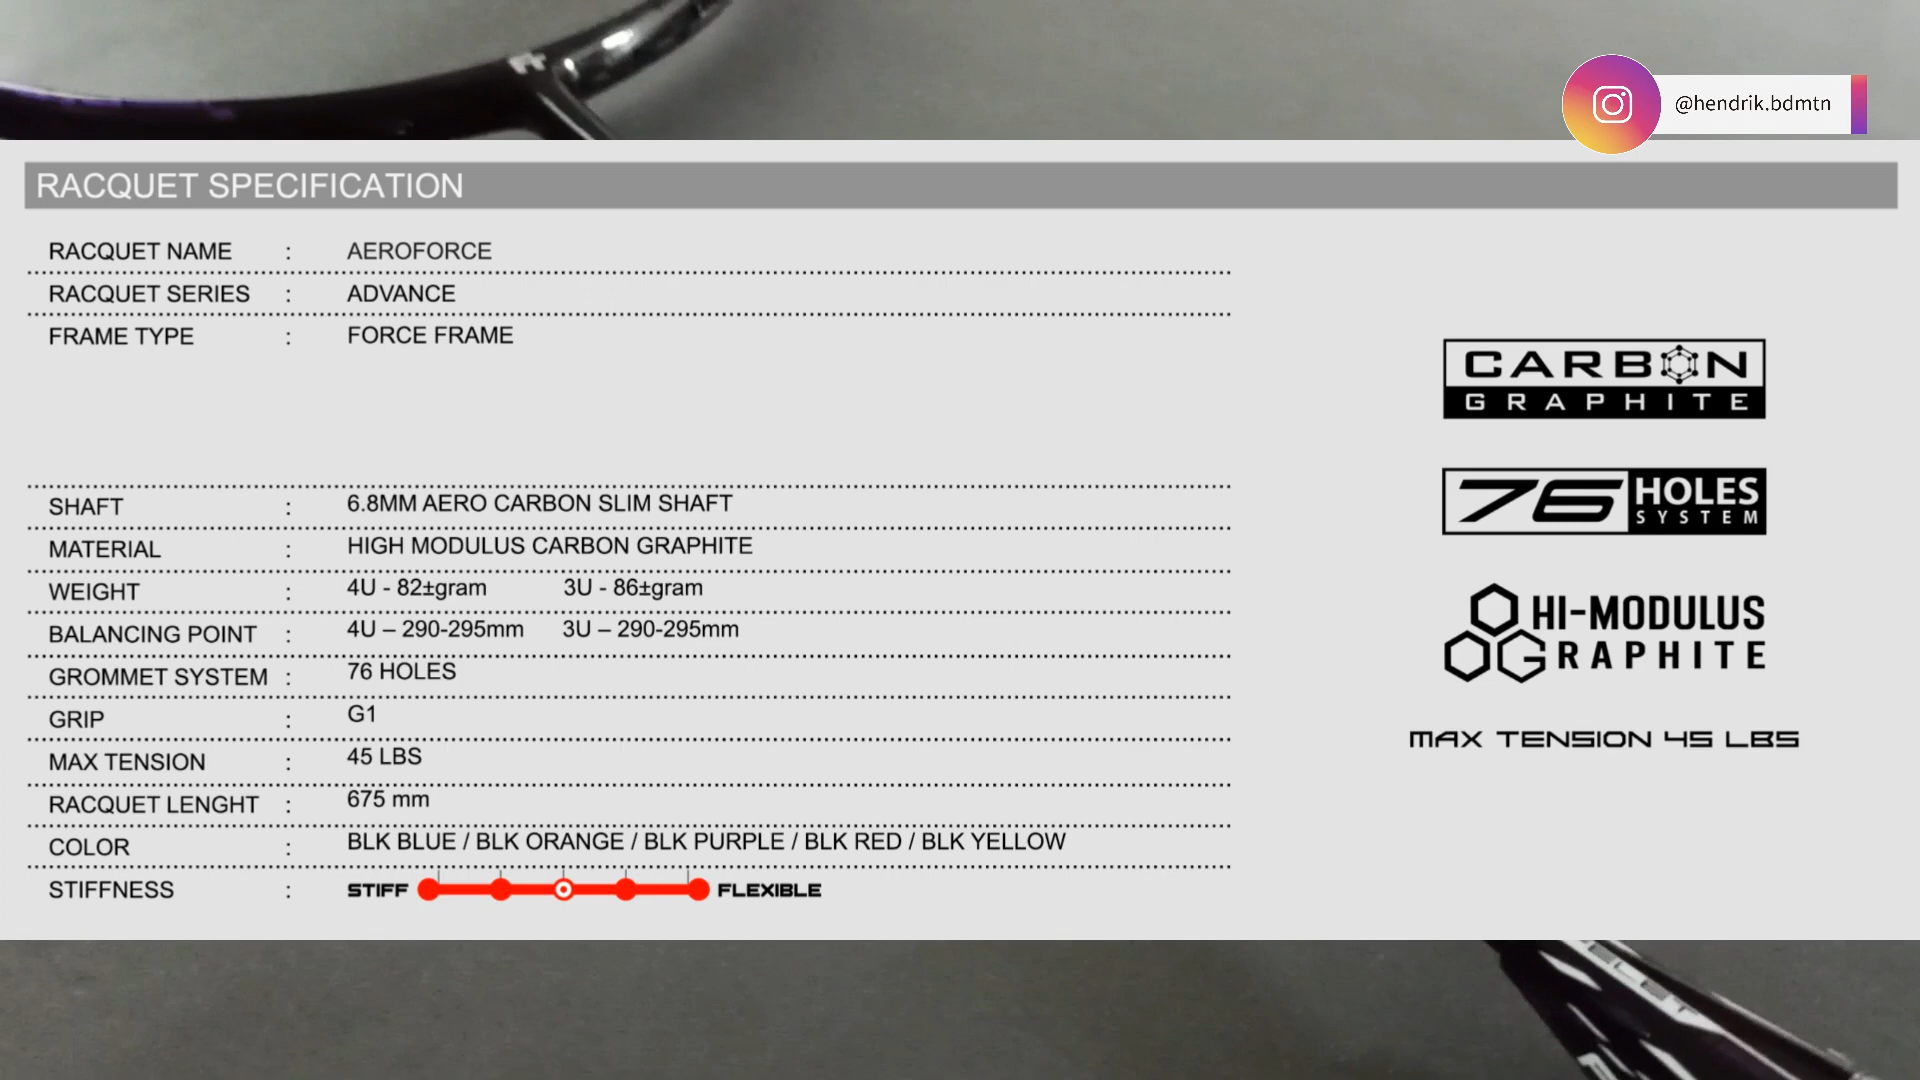 @hendrik.bdmtn
RACQUET SPECIFICATION
RACQUET NAME : AEROFORCE
RACQUET SERIES : ADVANCE
FRAME TYPE : FORCE FRAME
SHAFT : 6.8MM AERO CARBON SLIM SHAFT
MATERIAL : HIGH MODULUS CARBON GRAPHITE
WEIGHT : 4U - 82±gram 3U - 86±gram
BALANCING POINT : 4U – 290-295mm 3U – 290-295mm
GROMMET SYSTEM : 76 HOLES
GRIP : G1
MAX TENSION : 45 LBS
RACQUET LENGHT : 675 mm
COLOR : BLK BLUE / BLK ORANGE / BLK PURPLE / BLK RED / BLK YELLOW
STIFFNESS : STIFF FLEXIBLE
CARBON
GRAPHITE
76 HOLES
SYSTEM
HI-MODULUS
GRAPHITE
MAX TENSION 45 LBS